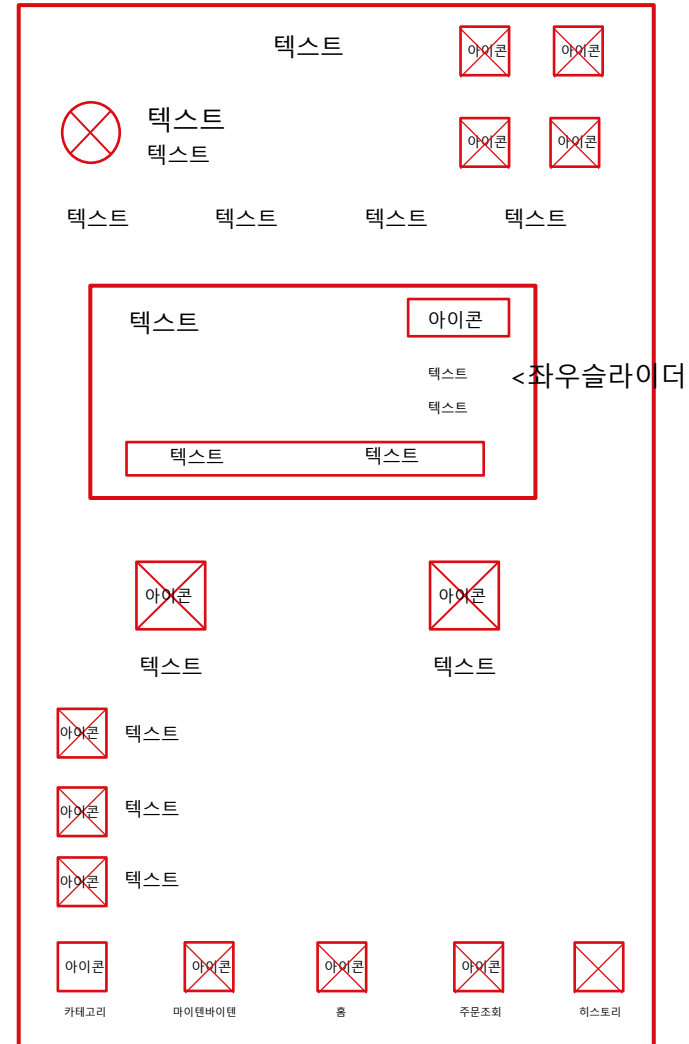 텍스트 아이콘 아이콘
텍스트
텍스트
아이콘 아이콘
텍스트 텍스트 텍스트 텍스트
텍스트 아이콘
텍스트
<좌우슬라이더
텍스트
텍스트 텍스트
아이콘 아이콘
텍스트 텍스트
아이콘 텍스트
아이콘 텍스트
아이콘 텍스트
아이콘 아이콘 아이콘 아이콘
카테고리 마이텐바이텐 홈 주문조회 히스토리